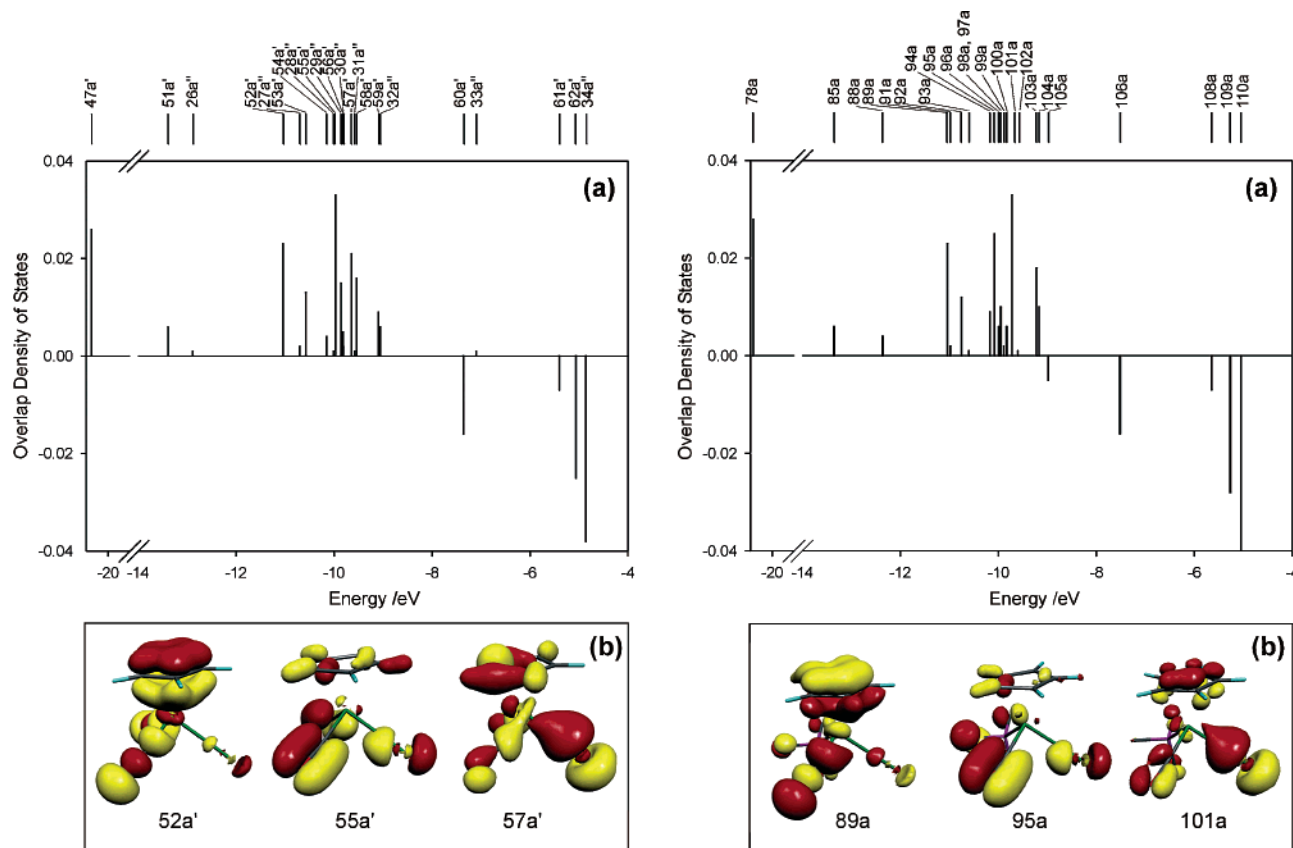 47a'
51a'
26a"
52a'
27a"
53a'
54a'
28a"
55a'
29a"
56a'
30a"
57a'
31a"
58a'
59a'
32a"
60a'
33a"
61a'
62a'
34a"
(a)
0.04
0.02
0.00
-0.02
-0.04
Overlap Density of States
-20
-14
-12
-10
-8
-6
-4
Energy /eV
(b)
52a'
55a'
57a'
78a
85a
88a
89a
91a
92a
93a
94a
95a
96a
98a, 97a
99a
100a
101a
102a
103a
104a
105a
106a
108a
109a
110a
(a)
0.04
0.02
0.00
-0.02
-0.04
Overlap Density of States
-20
-14
-12
-10
-8
-6
-4
Energy /eV
(b)
89a
95a
101a